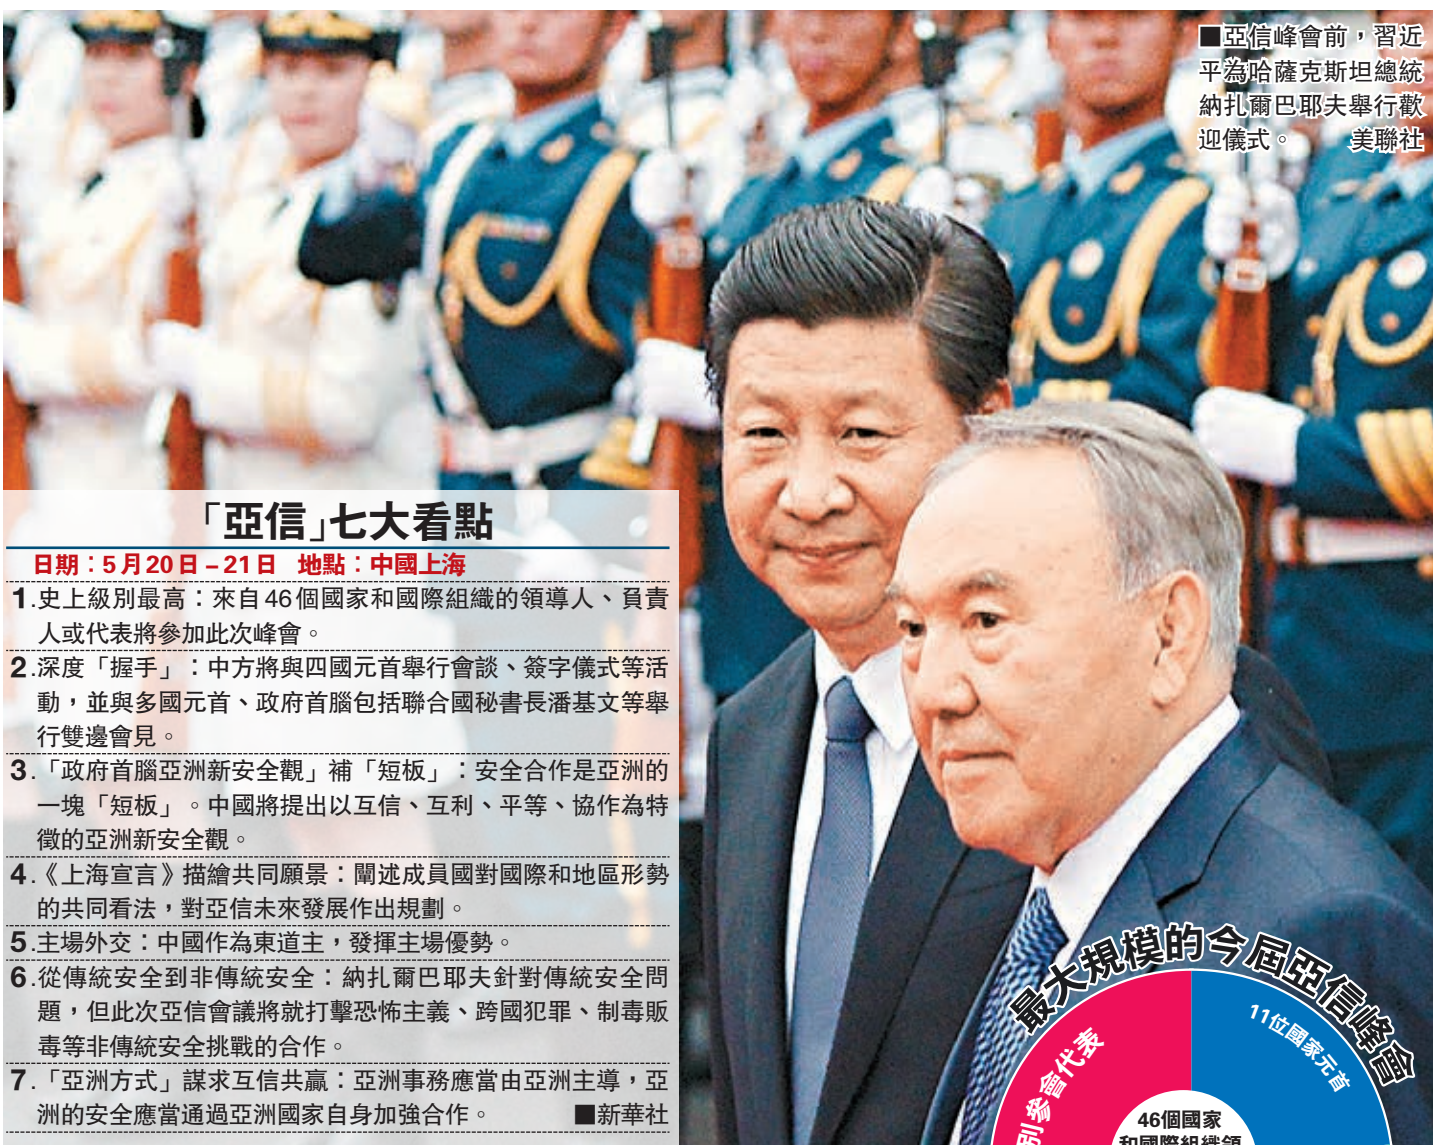 ■亞信峰會前，習近
平為哈薩克斯坦總統
納扎爾巴耶夫舉行歡
迎儀式。 美聯社
「亞信」七大看點
日期：5月20日－21日 地點：中國上海
1.史上級別最高：來自46個國家和國際組織的領導人、負責
人或代表將參加此次峰會。
2.深度「握手」：中方將與四國元首舉行會談、簽字儀式等活
動，並與多國元首、政府首腦包括聯合國秘書長潘基文等舉
行雙邊會見。
3.「政府首腦亞洲新安全觀」補「短板」：安全合作是亞洲的
一塊「短板」。中國將提出以互信、互利、平等、協作為特
徵的亞洲新安全觀。
4.《上海宣言》描繪共同願景：闡述成員國對國際和地區形勢
的共同看法，對亞信未來發展作出規劃。
5.主場外交：中國作為東道主，發揮主場優勢。
6.從傳統安全到非傳統安全：納扎爾巴耶夫針對傳統安全問
題，但此次亞信會議將就打擊恐怖主義、跨國犯罪、制毒販
毒等非傳統安全挑戰的合作。
7.「亞洲方式」謀求互信共贏：亞洲事務應當由亞洲主導，亞
洲的安全應當通過亞洲國家自身加強合作。 ■新華社
最大規模的今屆亞信峰會
11位國家元首
別參會代表
46個國家
和國際組織領